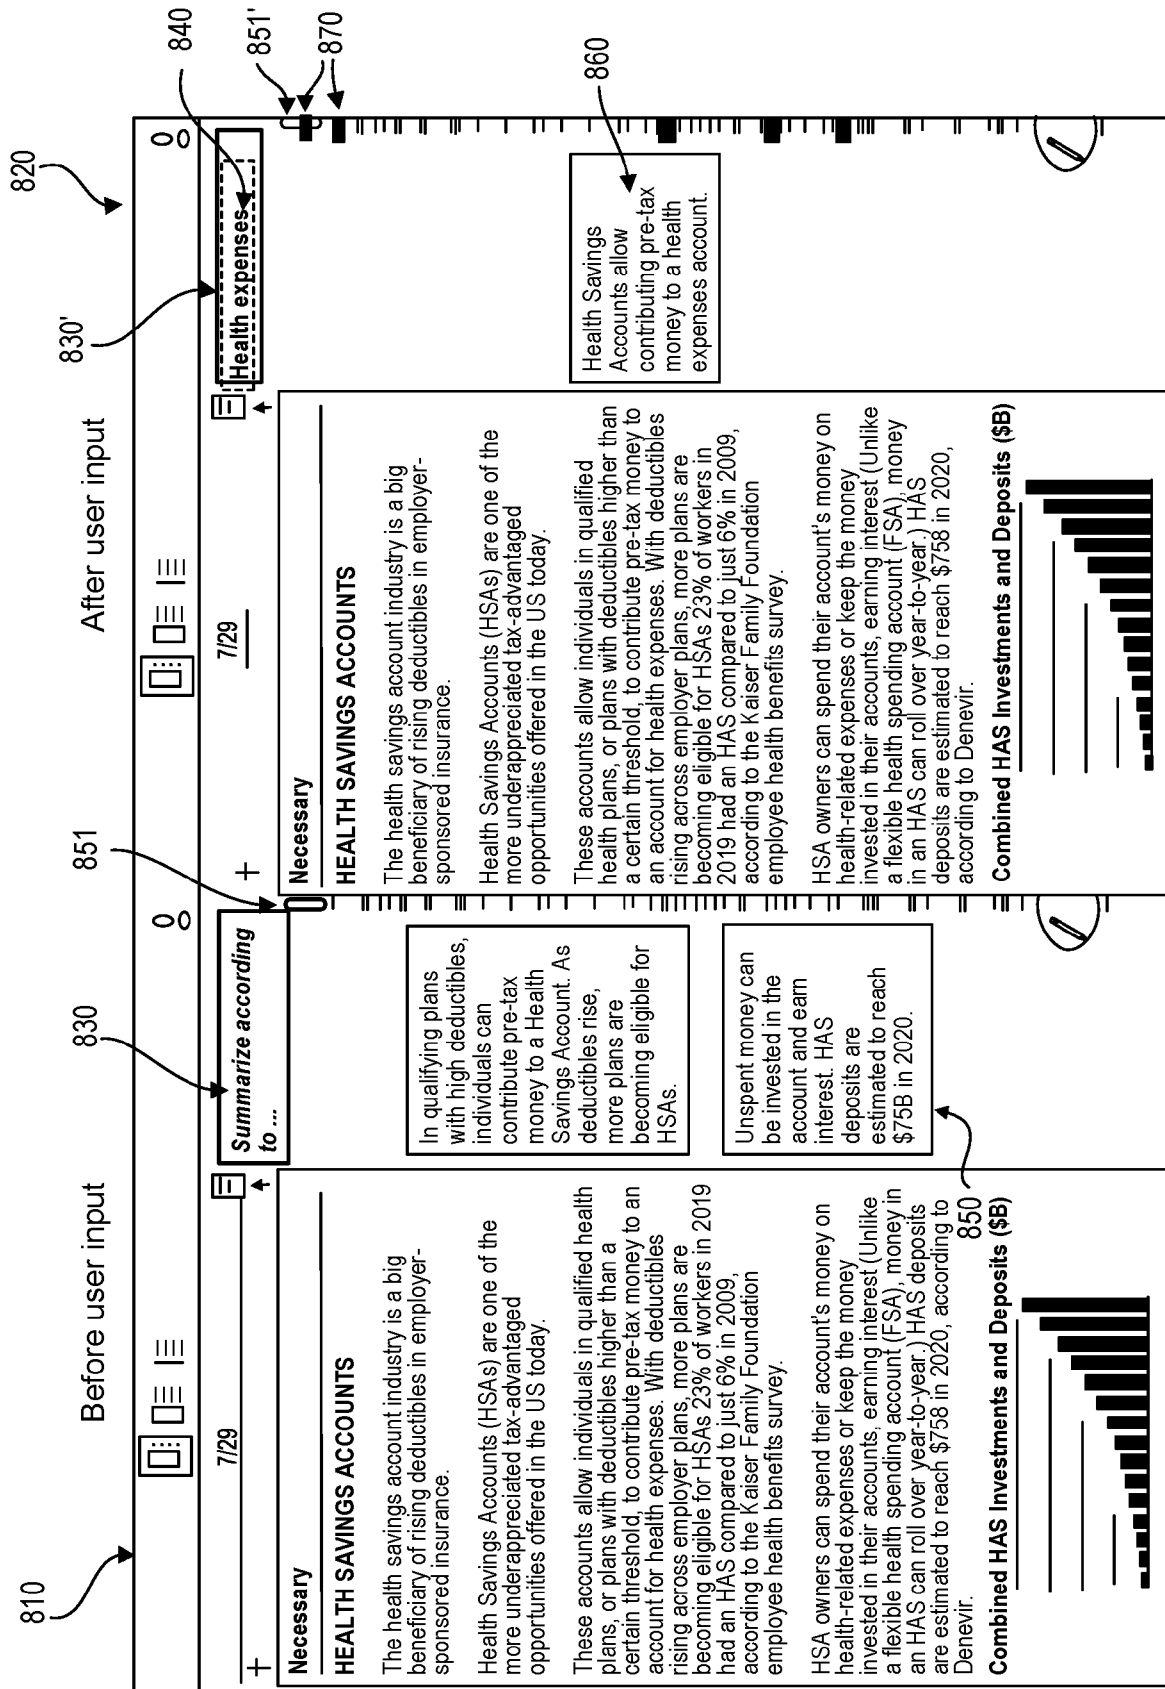 Before user input
After user input
810
820
7/29
830
Summarize according
to ...
851
Necessary
HEALTH SAVINGS ACCOUNTS
The health savings account industry is a big
beneficiary of rising deductibles in employer-
sponsored insurance.
Health Savings Accounts (HSAs) are one of the
more underappreciated tax-advantaged
opportunities offered in the US today.
These accounts allow individuals in qualified health
plans, or plans with deductibles higher than a
certain threshold, to contribute pre-tax money to an
account for health expenses. With deductibles
rising across employer plans, more plans are
becoming eligible for HSAs 23% of workers in 2019
had an HAS compared to just 6% in 2009,
according to the Kaiser Family Foundation
employee health benefits survey.
HSA owners can spend their account's money on
health-related expenses or keep the money
invested in their accounts, earning interest (Unlike
a flexible health spending account (FSA), money in
an HAS can roll over year-to-year.) HAS deposits
are estimated to reach $758 in 2020, according to
Denevir.
Combined HAS Investments and Deposits ($B)
In qualifying plans
with high deductibles,
individuals can
contribute pre-tax
money to a Health
Savings Account. As
deductibles rise,
more plans are
becoming eligible for
HSAs.
Unspent money can
be invested in the
account and earn
interest. HAS
deposits are
estimated to reach
$75B in 2020.
850
7/29
830'
Health expenses
840
851'
870
Necessary
HEALTH SAVINGS ACCOUNTS
The health savings account industry is a big
beneficiary of rising deductibles in employer-
sponsored insurance.
Health Savings Accounts (HSAs) are one of the
more underappreciated tax-advantaged
opportunities offered in the US today.
These accounts allow individuals in qualified
health plans, or plans with deductibles higher than
a certain threshold, to contribute pre-tax money to
an account for health expenses. With deductibles
rising across employer plans, more plans are
becoming eligible for HSAs 23% of workers in
2019 had an HAS compared to just 6% in 2009,
according to the Kaiser Family Foundation
employee health benefits survey.
HSA owners can spend their account's money on
health-related expenses or keep the money
invested in their accounts, earning interest (Unlike
a flexible health spending account (FSA), money
in an HAS can roll over year-to-year.) HAS
deposits are estimated to reach $758 in 2020,
according to Denevir.
Combined HAS Investments and Deposits ($B)
860
Health Savings
Accounts allow
contributing pre-tax
money to a health
expenses account.